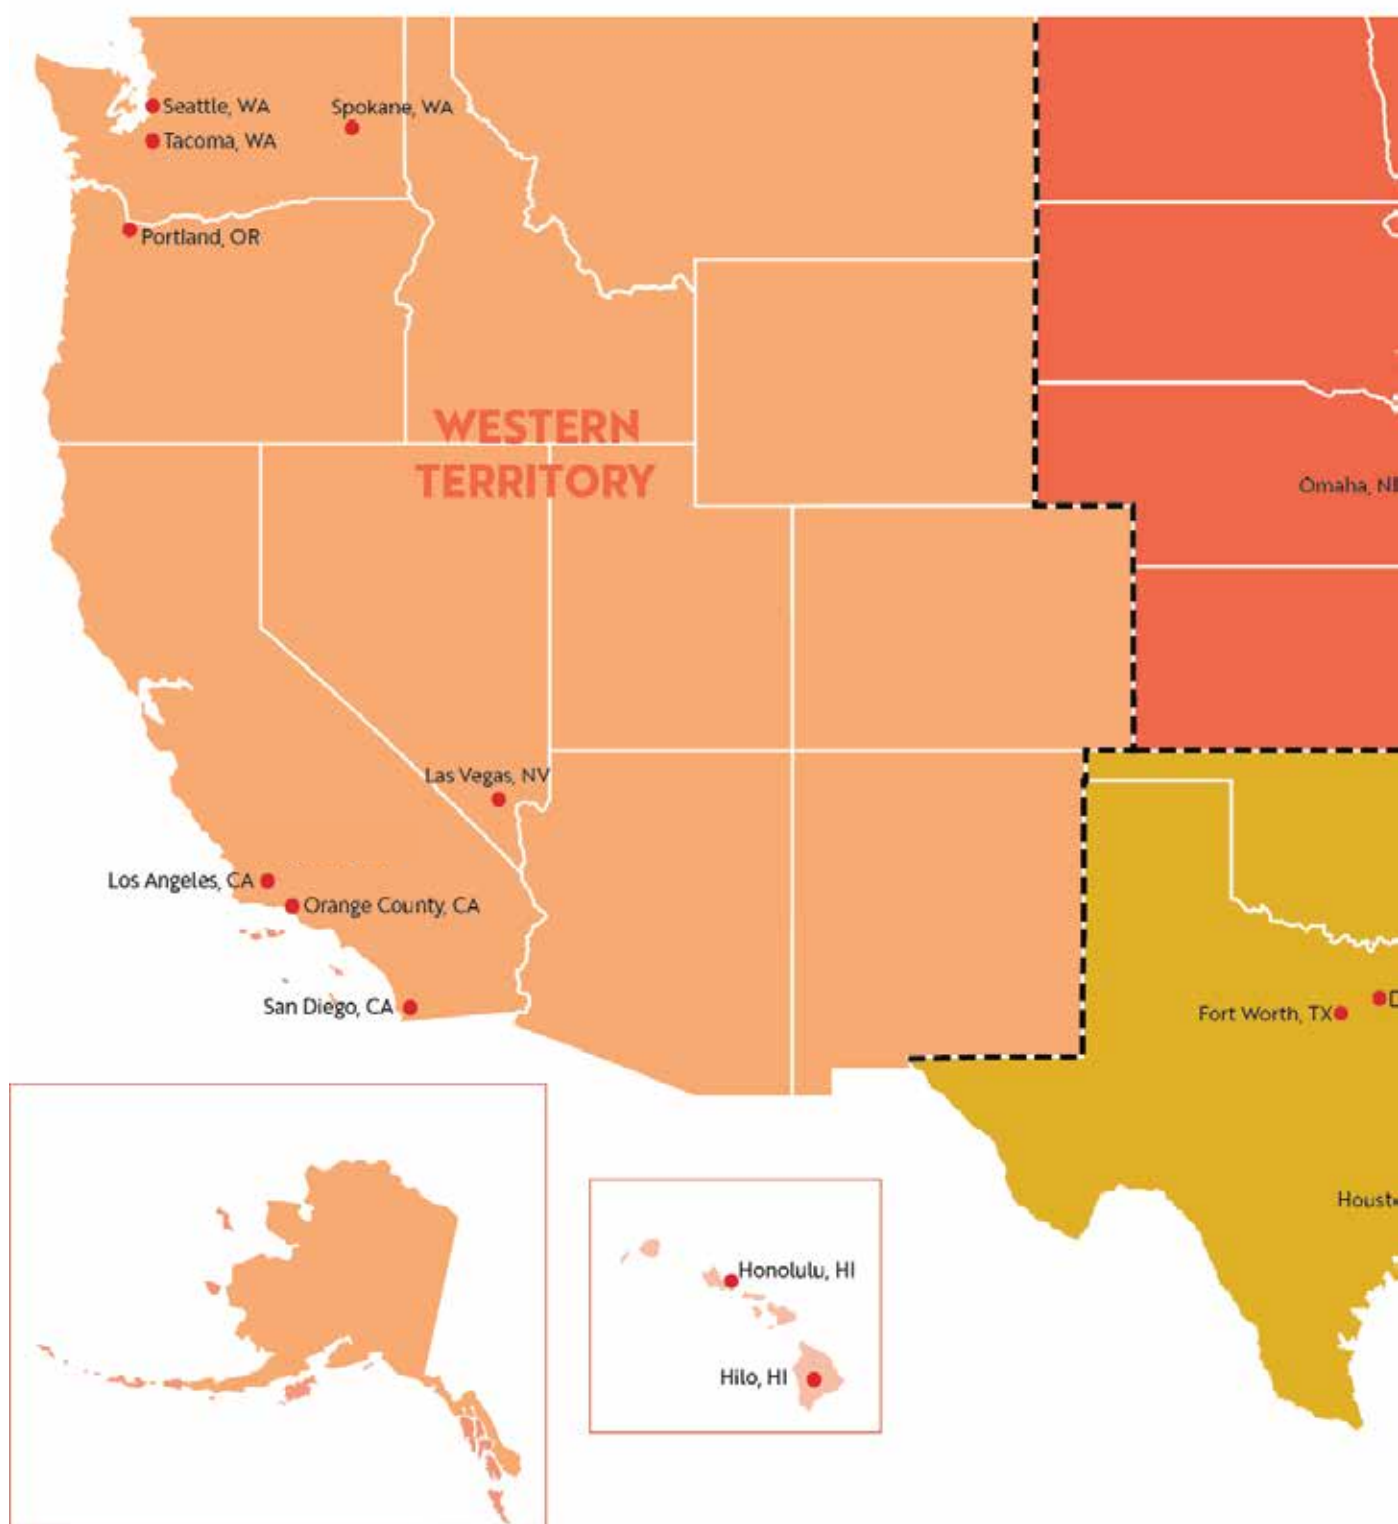 Seattle, WA
Spokane, WA
Tacoma, WA
Portland, OR
WESTERN
TERRITORY
Omaha,
Las Vegas, NV
Los Angeles, CA
Orange County, CA
San Diego, CA
Fort Worth, TX
Honolulu, HI
Hilo, HI